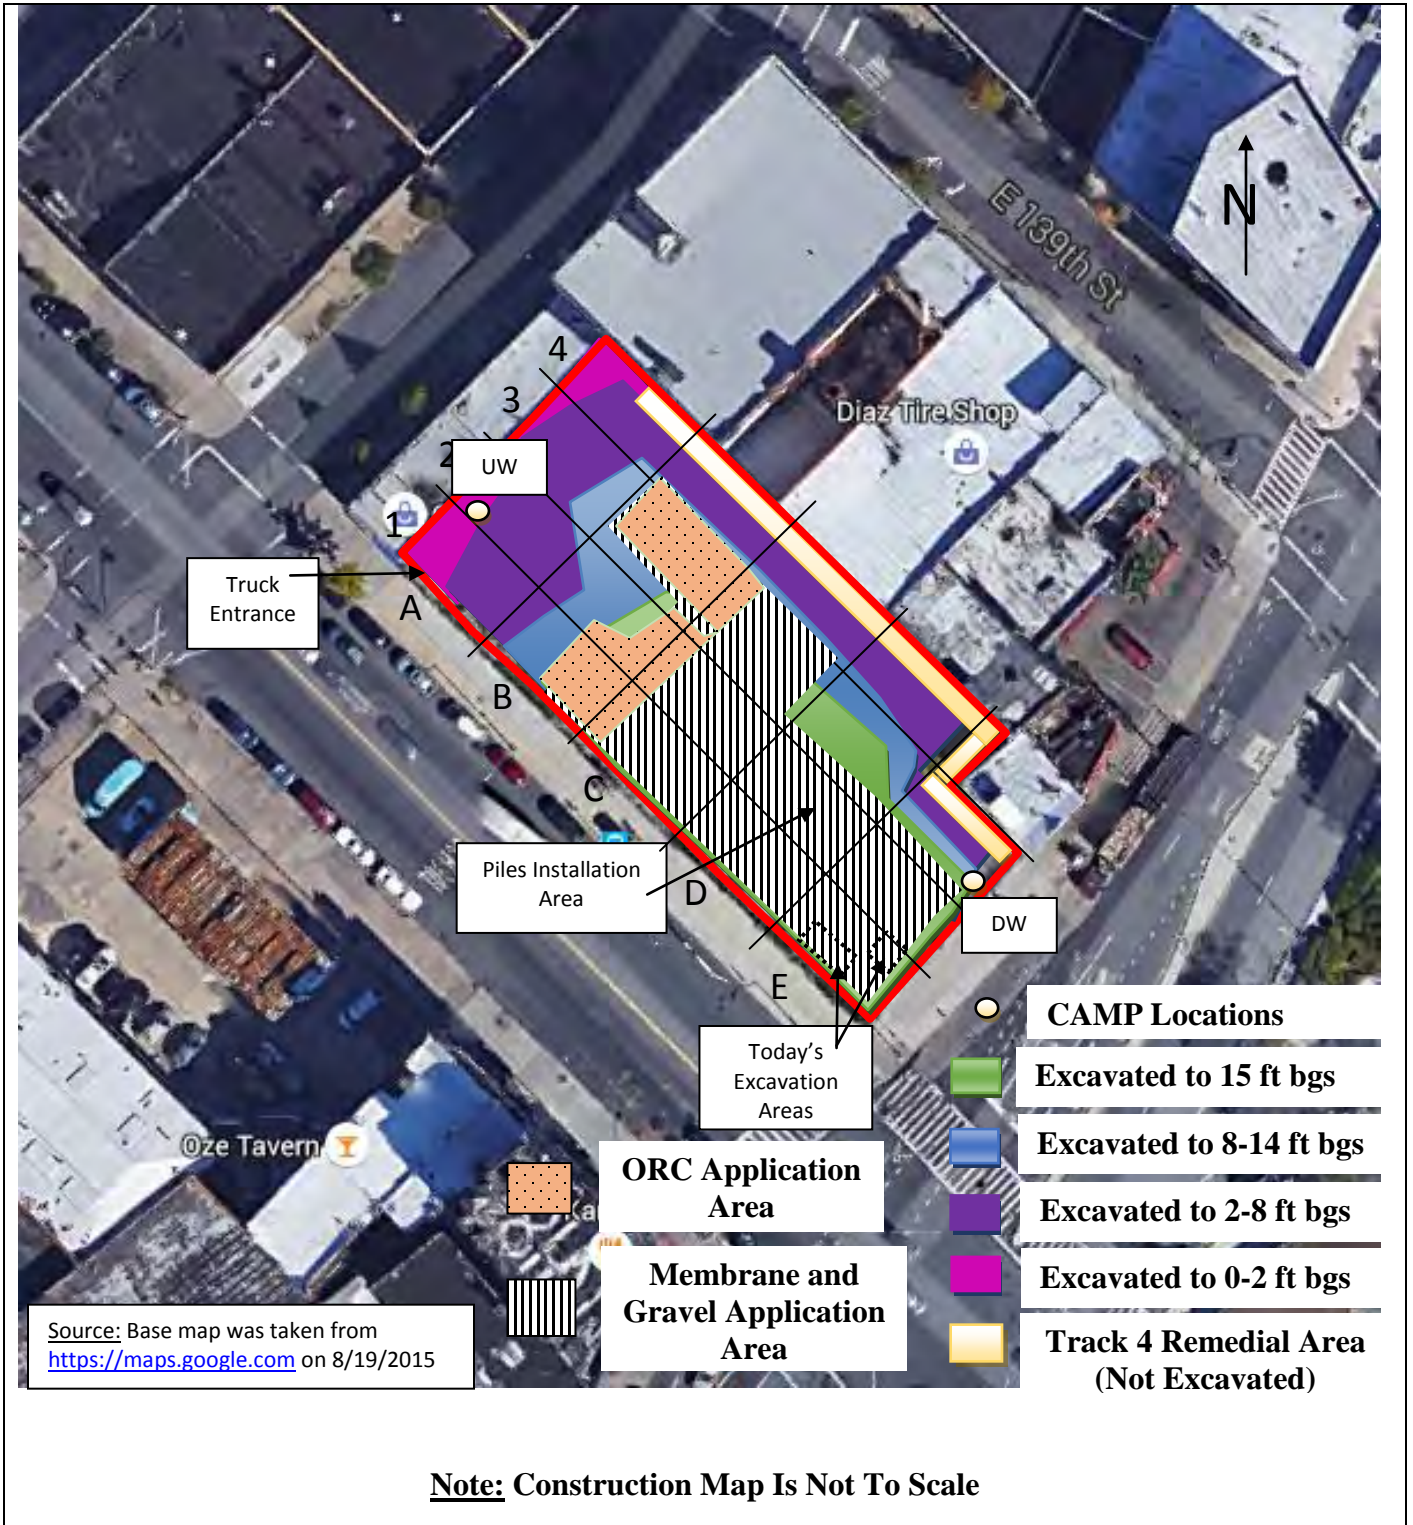 E 139th St
N
4
3
2
1
UW
Diaz Tire Shop
Truck
Entrance
A
B
C
D
E
Piles Installation
Area
DW
Today's
Excavation
Areas
CAMP Locations
Excavated to 15 ft bgs
Excavated to 8-14 ft bgs
Excavated to 2-8 ft bgs
Excavated to 0-2 ft bgs
Track 4 Remedial Area
(Not Excavated)
Oze Tavern
ORC Application
Area
Ka
Membrane and
Gravel Application
Area
Source: Base map was taken from
https://maps.google.com on 8/19/2015
Note: Construction Map Is Not To Scale